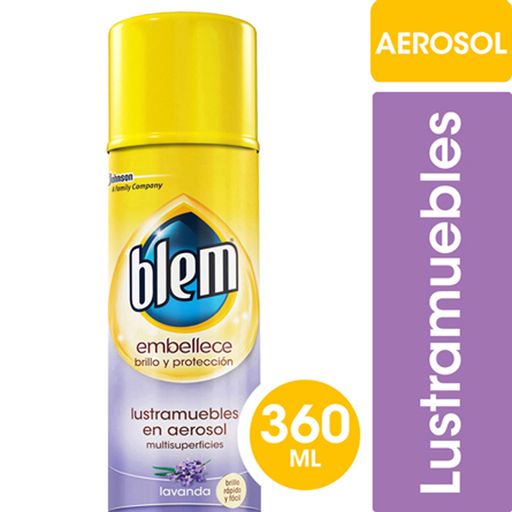 AEROSOL
Lustramuebles
Johnson
A Family Company
blem®
embellece
brillo y protección
lustramuebles
en aerosol
multisuperficies
lavanda
brillo
rápido
y fácil
360
ML